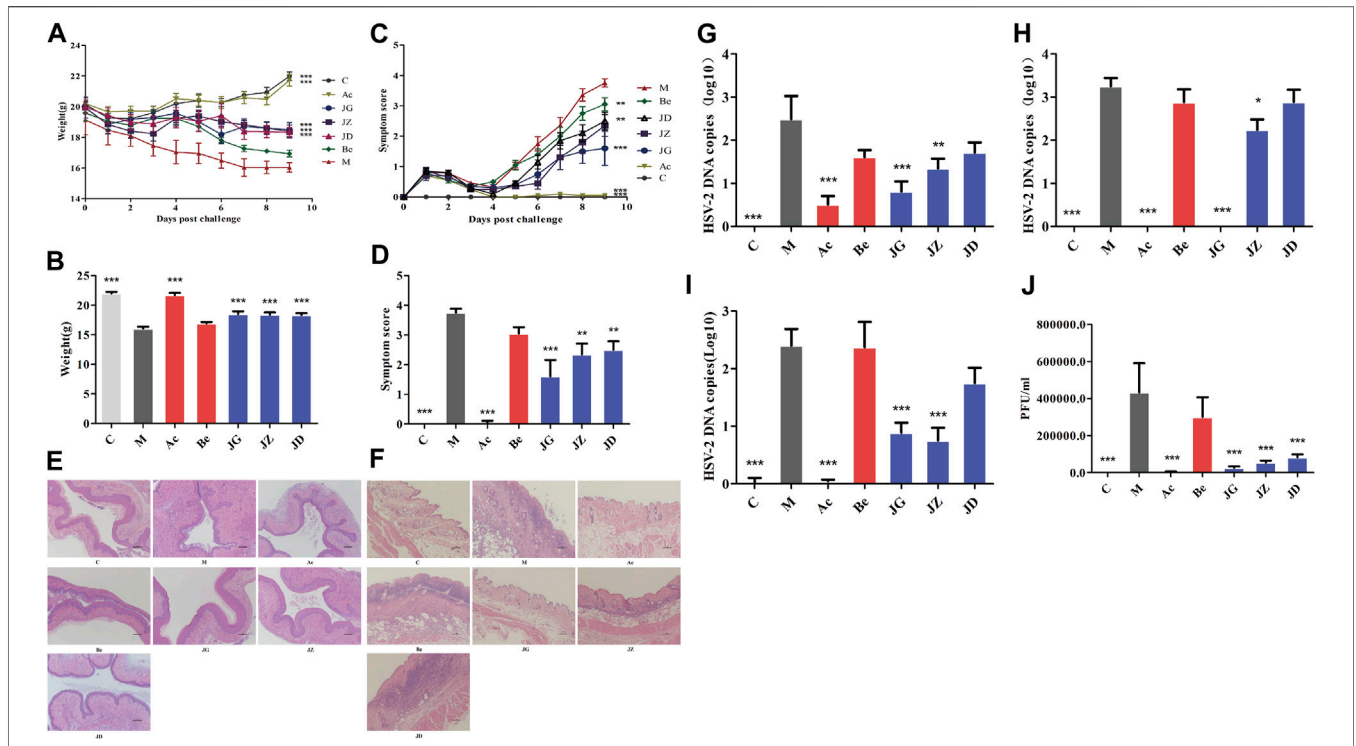 A
24
22
20
18
16
14
Weight(g)
0 2 4 6 8 10
Days post challenge
***
***
***
***
***
C
Ac
JG
JZ
JD
Be
M
C
5
4
3
2
1
0
Symptom score
0 2 4 6 8 10
Days post challenge
**
**
***
***
***
M
Be
JD
JZ
JG
Ac
C
G
4
3
2
1
0
HSV-2 DNA copies (log10)
*** *** *** **
C M Ac Be JG JZ JD
H
4
3
2
1
0
HSV-2 DNA copies (log10)
*** *** *** *
C M Ac Be JG JZ JD
B
25
20
15
10
5
0
Weight(g)
*** *** *** *** ***
C M Ac Be JG JZ JD
D
5
4
3
2
1
0
Symptom score
*** *** *** ** **
C M Ac Be JG JZ JD
I
3
2
1
0
HSV-2 DNA copies(Log10)
*** *** *** ***
C M Ac Be JG JZ JD
J
800000.0
600000.0
400000.0
200000.0
0.0
PFU/ml
*** *** *** *** ***
C M Ac Be JG JZ JD
E
C M Ac
Be JG JZ
JD
F
C M Ac
Be JG JZ
JD